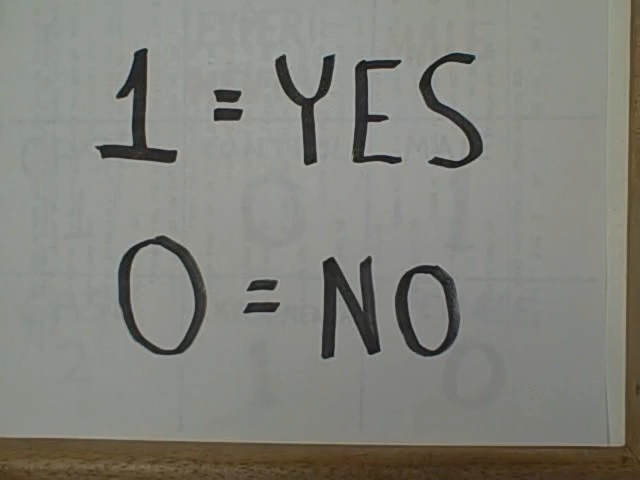 1 = YES
0 = NO